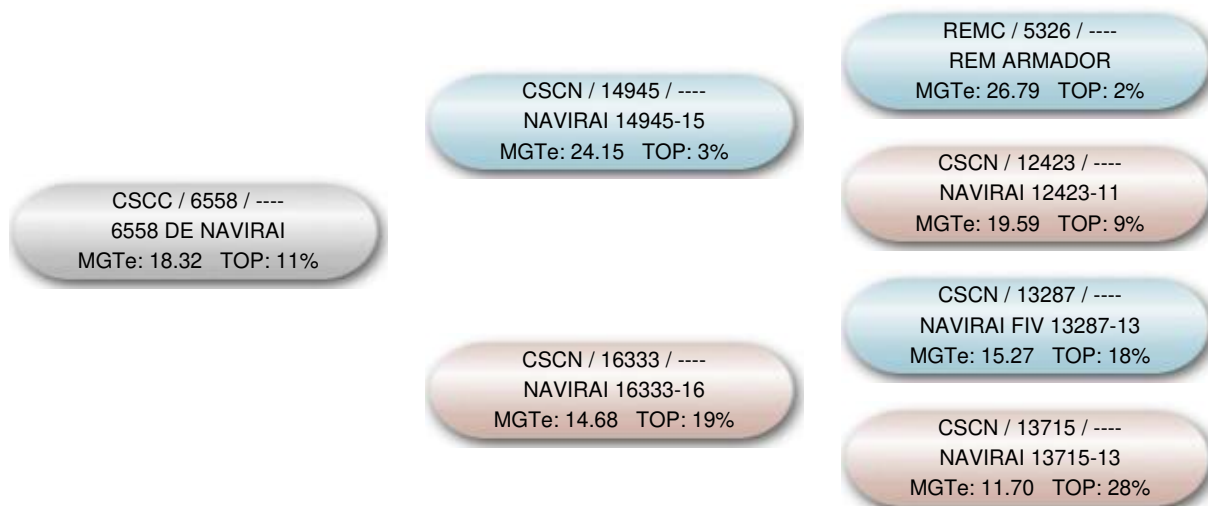 CSCC / 6558 / ----
6558 DE NAVIRAI
MGTe: 18.32 TOP: 11%
CSCN / 14945 / ----
NAVIRAI 14945-15
MGTe: 24.15 TOP: 3%
CSCN / 16333 / ----
NAVIRAI 16333-16
MGTe: 14.68 TOP: 19%
REMC / 5326 / ----
REM ARMADOR
MGTe: 26.79 TOP: 2%
CSCN / 12423 / ----
NAVIRAI 12423-11
MGTe: 19.59 TOP: 9%
CSCN / 13287 / ----
NAVIRAI FIV 13287-13
MGTe: 15.27 TOP: 18%
CSCN / 13715 / ----
NAVIRAI 13715-13
MGTe: 11.70 TOP: 28%